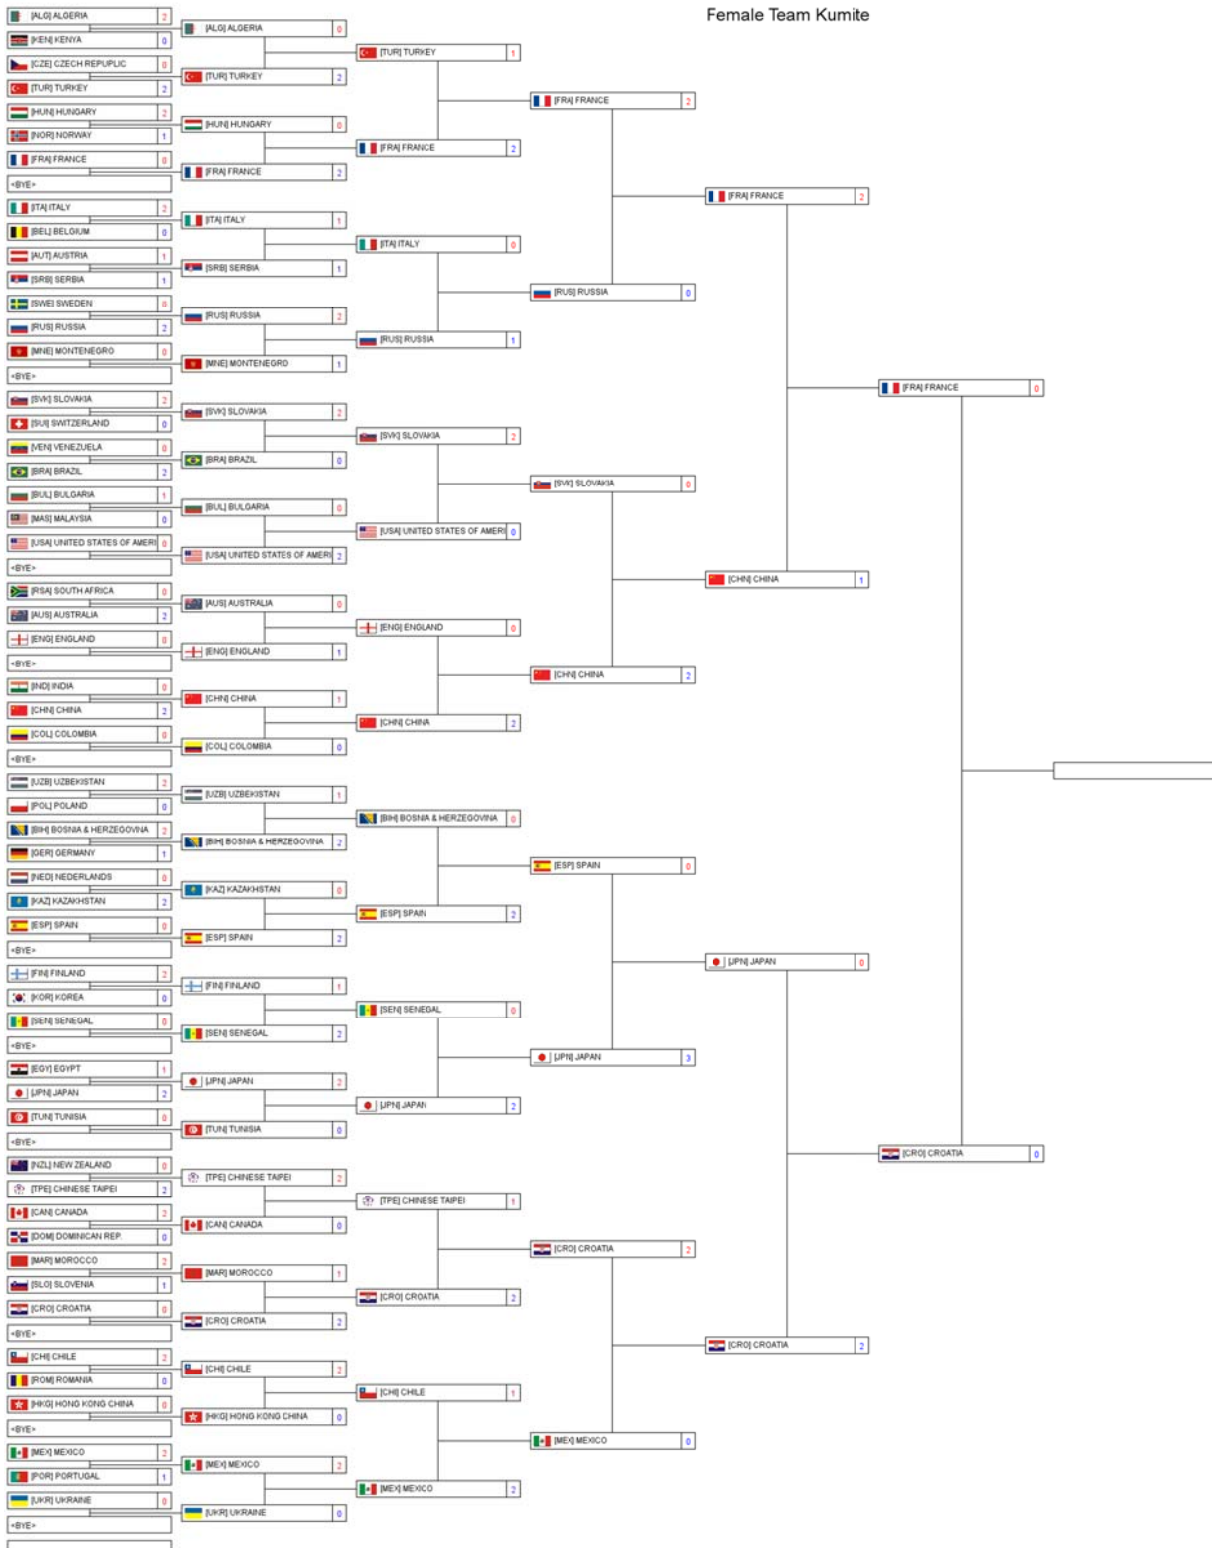 Female Team Kumite
[ALG] ALGERIA 2
[KEN] KENYA 0
[CZE] CZECH REPUPLIC 0
[TUR] TURKEY 2
[HUN] HUNGARY 2
[NOR] NORWAY 1
[FRA] FRANCE 0
<BYE>
[ITA] ITALY 2
[BEL] BELGIUM 0
[AUT] AUSTRIA 1
[SRB] SERBIA 1
[SWE] SWEDEN 0
[RUS] RUSSIA 2
[MNE] MONTENEGRO 0
<BYE>
[SVK] SLOVAKIA 2
[SUI] SWITZERLAND 0
[VEN] VENEZUELA 0
[BRA] BRAZIL 2
[BUL] BULGARIA 1
[MAS] MALAYSIA 0
[USA] UNITED STATES OF AMERI 0
<BYE>
[RSA] SOUTH AFRICA 0
[AUS] AUSTRALIA 2
[ENG] ENGLAND 0
<BYE>
[IND] INDIA 0
[CHN] CHINA 2
[COL] COLOMBIA 0
<BYE>
[UZB] UZBEKISTAN 2
[POL] POLAND 0
[BIH] BOSNIA & HERZEGOVINA 2
[GER] GERMANY 1
[NED] NEDERLANDS 0
[KAZ] KAZAKHSTAN 2
[ESP] SPAIN 0
<BYE>
[FIN] FINLAND 2
[KOR] KOREA 0
[SEN] SENEGAL 0
<BYE>
[EGY] EGYPT 1
[JPN] JAPAN 2
[TUN] TUNISIA 0
<BYE>
[NZL] NEW ZEALAND 0
[TPE] CHINESE TAIPEI 2
[CAN] CANADA 2
[DOM] DOMINICAN REP. 0
[MAR] MOROCCO 2
[SLO] SLOVENIA 1
[CRO] CROATIA 0
<BYE>
[CHI] CHILE 2
[ROM] ROMANIA 0
[HKG] HONG KONG CHINA 0
<BYE>
[MEX] MEXICO 2
[POR] PORTUGAL 1
[UKR] UKRAINE 0
<BYE>
[ALG] ALGERIA 0
[TUR] TURKEY 2
[HUN] HUNGARY 0
[FRA] FRANCE 2
[ITA] ITALY 1
[SRB] SERBIA 1
[RUS] RUSSIA 2
[MNE] MONTENEGRO 1
[SVK] SLOVAKIA 2
[BRA] BRAZIL 0
[BUL] BULGARIA 0
[USA] UNITED STATES OF AMERI 2
[AUS] AUSTRALIA 0
[ENG] ENGLAND 1
[CHN] CHINA 1
[COL] COLOMBIA 0
[UZB] UZBEKISTAN 1
[BIH] BOSNIA & HERZEGOVINA 2
[KAZ] KAZAKHSTAN 0
[ESP] SPAIN 2
[FIN] FINLAND 1
[SEN] SENEGAL 2
[JPN] JAPAN 2
[TUN] TUNISIA 0
[TPE] CHINESE TAIPEI 2
[CAN] CANADA 0
[MAR] MOROCCO 1
[CRO] CROATIA 2
[CHI] CHILE 2
[HKG] HONG KONG CHINA 0
[MEX] MEXICO 2
[UKR] UKRAINE 0
[TUR] TURKEY 1
[FRA] FRANCE 2
[ITA] ITALY 0
[RUS] RUSSIA 1
[SVK] SLOVAKIA 2
[USA] UNITED STATES OF AMERI 0
[ENG] ENGLAND 0
[CHN] CHINA 2
[BIH] BOSNIA & HERZEGOVINA 0
[ESP] SPAIN 2
[SEN] SENEGAL 0
[JPN] JAPAN 2
[TPE] CHINESE TAIPEI 1
[CRO] CROATIA 2
[CHI] CHILE 1
[MEX] MEXICO 2
[FRA] FRANCE 2
[RUS] RUSSIA 0
[SVK] SLOVAKIA 0
[CHN] CHINA 2
[ESP] SPAIN 0
[JPN] JAPAN 3
[CRO] CROATIA 2
[MEX] MEXICO 0
[FRA] FRANCE 2
[CHN] CHINA 1
[JPN] JAPAN 0
[CRO] CROATIA 2
[FRA] FRANCE 0
[CRO] CROATIA 0